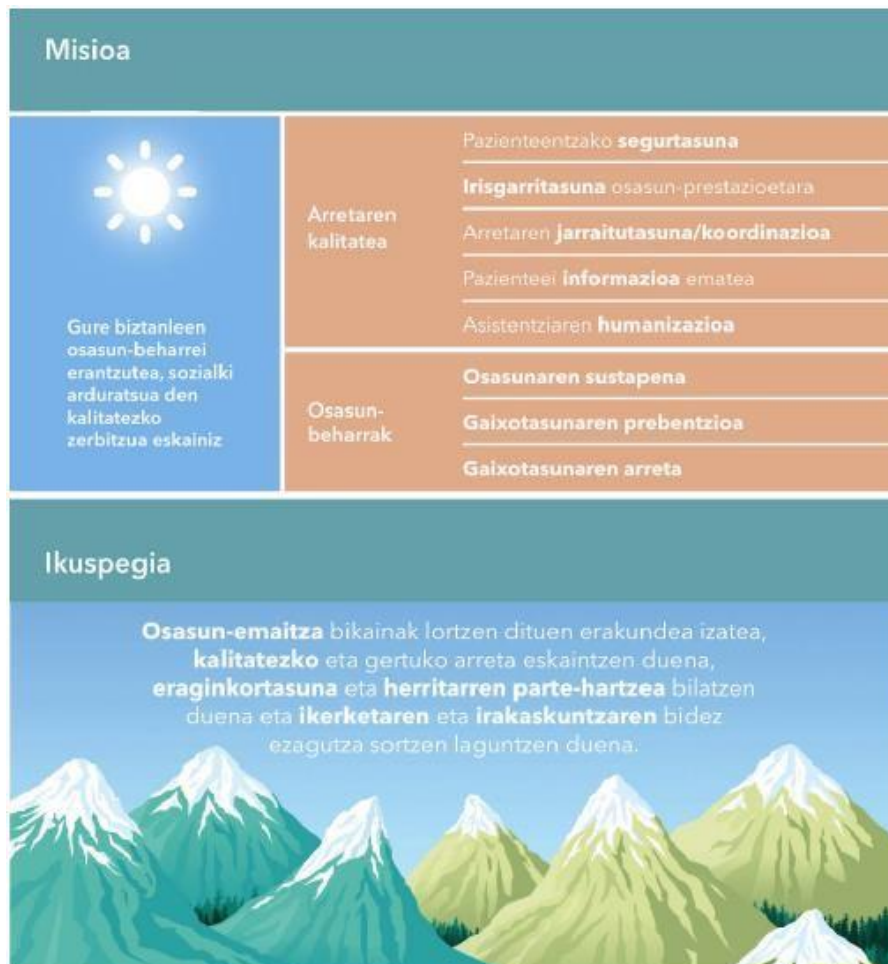 Misioa
Gure biztanleen
osasun-beharrei
erantzutea, sozialki
arduratsua den
kalitatezko
zerbitzua eskainiz
Arretaren
kalitatea
Pazienteentzako segurtasuna
Irisgarritasuna osasun-prestazioetara
Arretaren jarraitutasuna/koordinazioa
Pazienteei informazioa ematea
Asistentziaren humanizazioa
Osasun-
beharrak
Osasunaren sustapena
Gaixotasunaren prebentzioa
Gaixotasunaren arreta
Ikuspegia
Osasun-emaitza bikainak lortzen dituen erakundea izatea,
kalitatezko eta gertuko arreta eskaintzen duena,
eraginkortasuna eta herritarren parte-hartzea bilatzen
duena eta ikerketaren eta irakaskuntzaren bidez
ezagutza sortzen laguntzen duena.